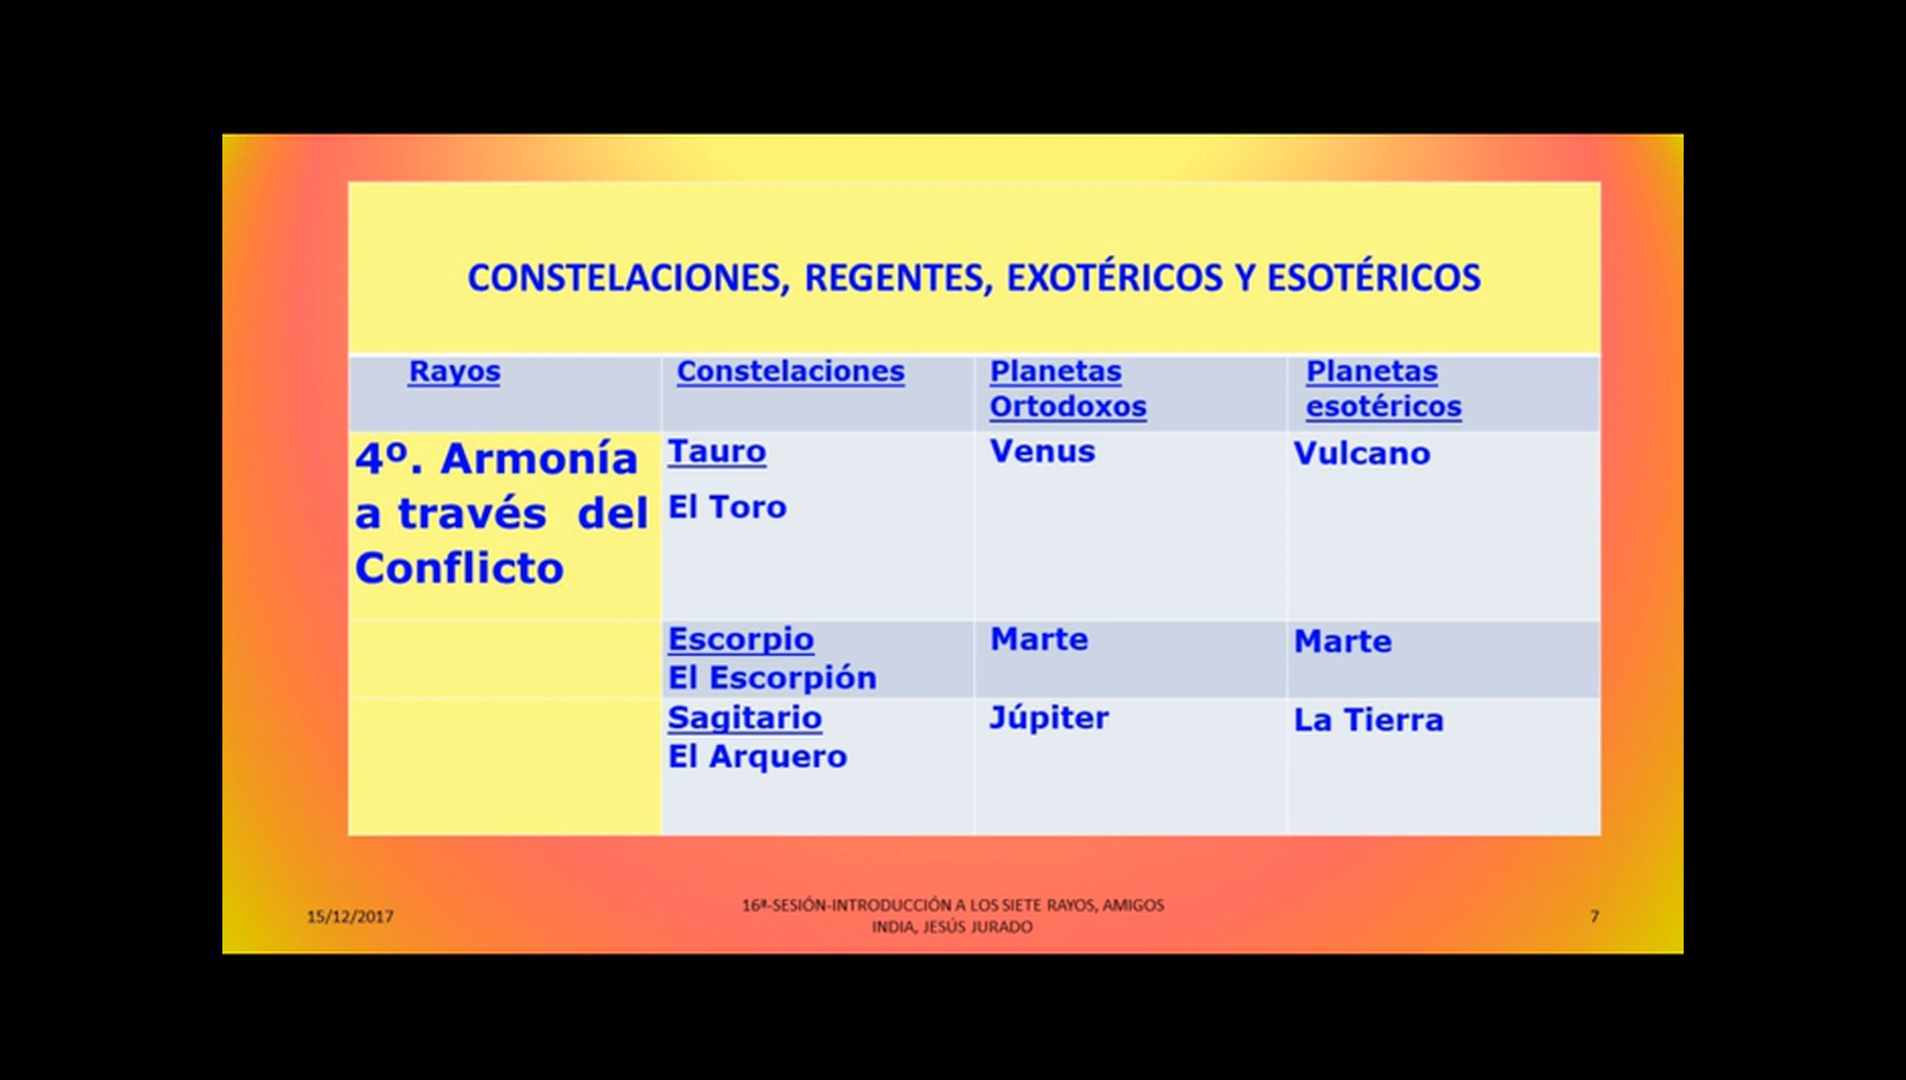 CONSTELACIONES, REGENTES, EXOTÉRICOS Y ESOTÉRICOS
Rayos
Constelaciones
Planetas
Ortodoxos
Planetas
esotéricos
4º. Armonía
a través  del
Conflicto
Tauro
El Toro
Venus
Vulcano
Escorpio
El Escorpión
Marte
Marte
Sagitario
El Arquero
Júpiter
La Tierra
15/12/2017
16ª-SESIÓN-INTRODUCCIÓN A LOS SIETE RAYOS, AMIGOS
INDIA, JESÚS JURADO
7